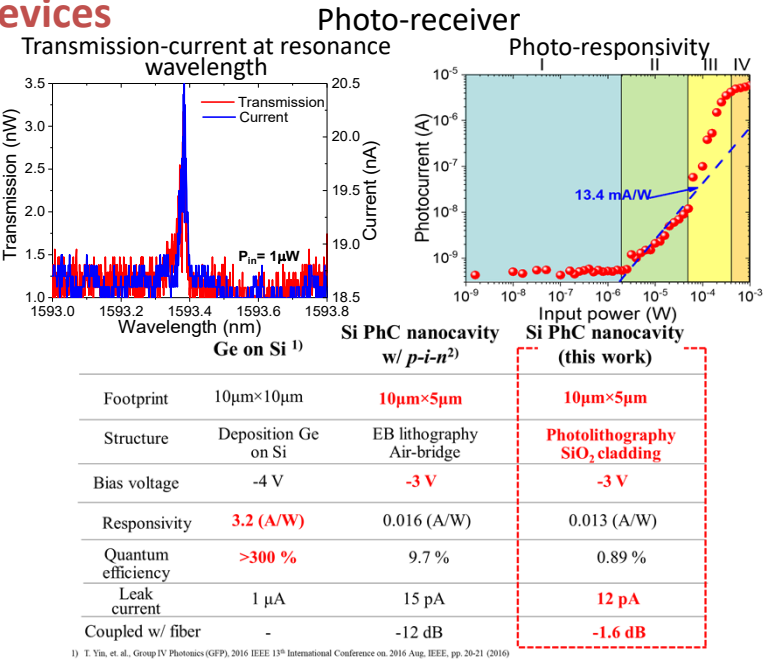 evices
Photo-receiver
Transmission-current at resonance
wavelength
Photo-responsivity
3.5
3.0
2.5
2.0
1.5
1.0
Transmission (nW)
20.5
20.0
19.5
19.0
18.5
Current (nA)
Transmission
Current
Pin= 1μW
1593.0 1593.2 1593.4 1593.6 1593.8
Wavelength (nm)
I II III IV
10-5
10-6
10-7
10-8
10-9
Photocurrent (A)
13.4 mA/W
10-9 10-8 10-7 10-6 10-5 10-4 10-3
Input power (W)
Ge on Si 1)
Si PhC nanocavity
w/ p-i-n2)
Si PhC nanocavity
(this work)
Footprint 10μm×10μm 10μm×5μm 10μm×5μm
Structure
Deposition Ge
on Si
EB lithography
Air-bridge
Photolithography
SiO2 cladding
Bias voltage -4 V -3 V -3 V
Responsivity 3.2 (A/W) 0.016 (A/W) 0.013 (A/W)
Quantum
efficiency
>300 % 9.7 % 0.89 %
Leak
current
1 μA 15 pA 12 pA
Coupled w/ fiber - -12 dB -1.6 dB
1) T. Yin, et. al., Group IV Photonics (GFP), 2016 IEEE 13th International Conference on. 2016 Aug, IEEE, pp. 20-21 (2016)